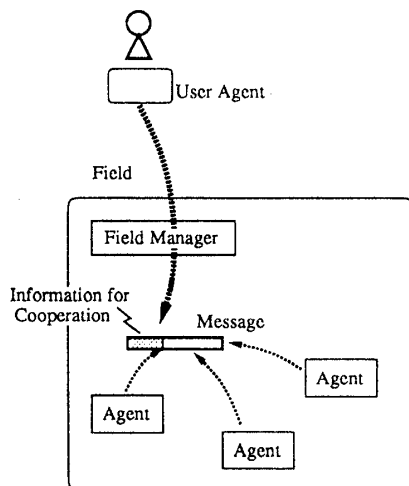 User Agent
Field
Field Manager
Information for
Cooperation
Message
Agent
Agent
Agent